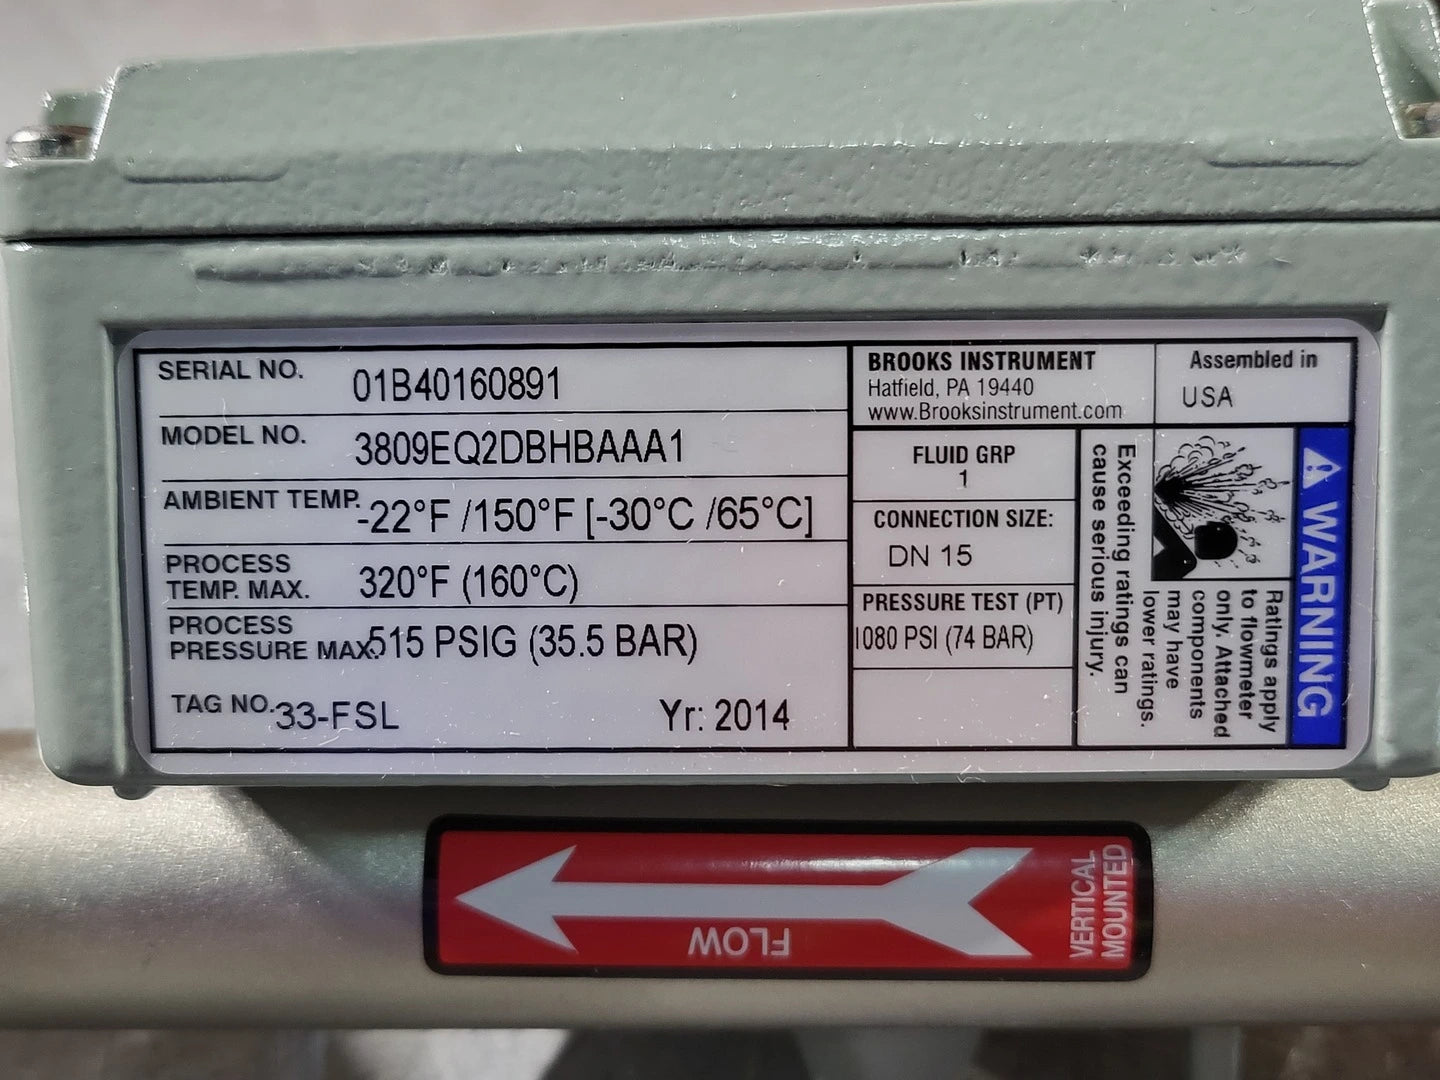 SERIAL NO. 01B40160891
MODEL NO. 3809EQ2DBHBAAA1
AMBIENT TEMP. -22°F /150°F [-30°C /65°C]
PROCESS
TEMP. MAX. 320°F (160°C)
PROCESS
PRESSURE MAX. 515 PSIG (35.5 BAR)
TAG NO. 33-FSL Yr: 2014
BROOKS INSTRUMENT
Hatfield, PA 19440
www.Brooksinstrument.com
Assembled in
USA
FLUID GRP
1
CONNECTION SIZE:
DN 15
PRESSURE TEST (PT)
1080 PSI (74 BAR)
WARNING
Ratings apply
to flowmeter
only. Attached
components
may have
lower ratings.
Exceeding ratings can
cause serious injury.
FLOW
VERTICAL
MOUNTED